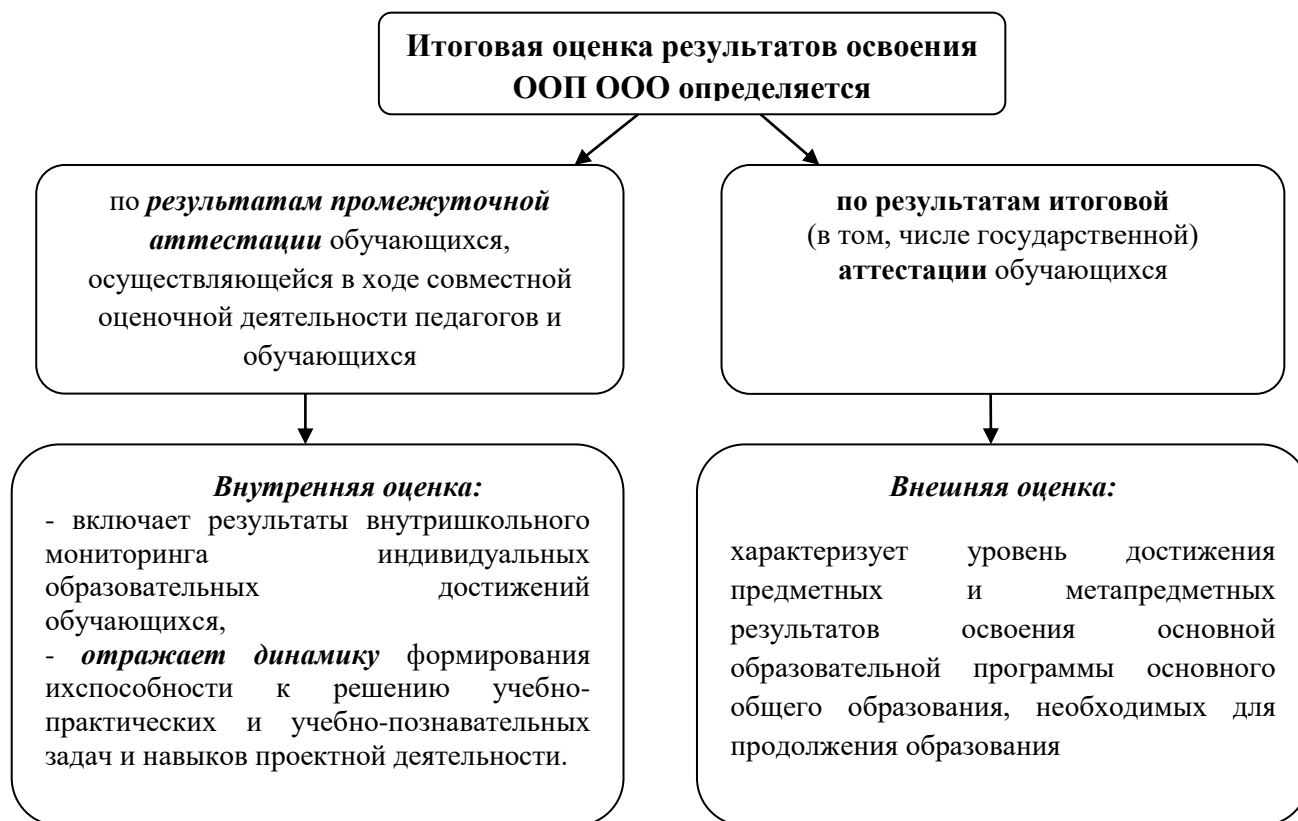 Итоговая оценка результатов освоения
ООП ООО определяется
по результатам промежуточной
аттестации обучающихся,
осуществляющейся в ходе совместной
оценочной деятельности педагогов и
обучающихся
по результатам итоговой
(в том, числе государственной)
аттестации обучающихся
Внутренняя оценка:
- включает результаты внутришкольного
мониторинга индивидуальных
образовательных достижений
обучающихся,
- отражает динамику формирования
ихспособности к решению учебно-
практических и учебно-познавательных
задач и навыков проектной деятельности.
Внешняя оценка:
характеризует уровень достижения
предметных и метапредметных
результатов освоения основной
образовательной программы основного
общего образования, необходимых для
продолжения образования